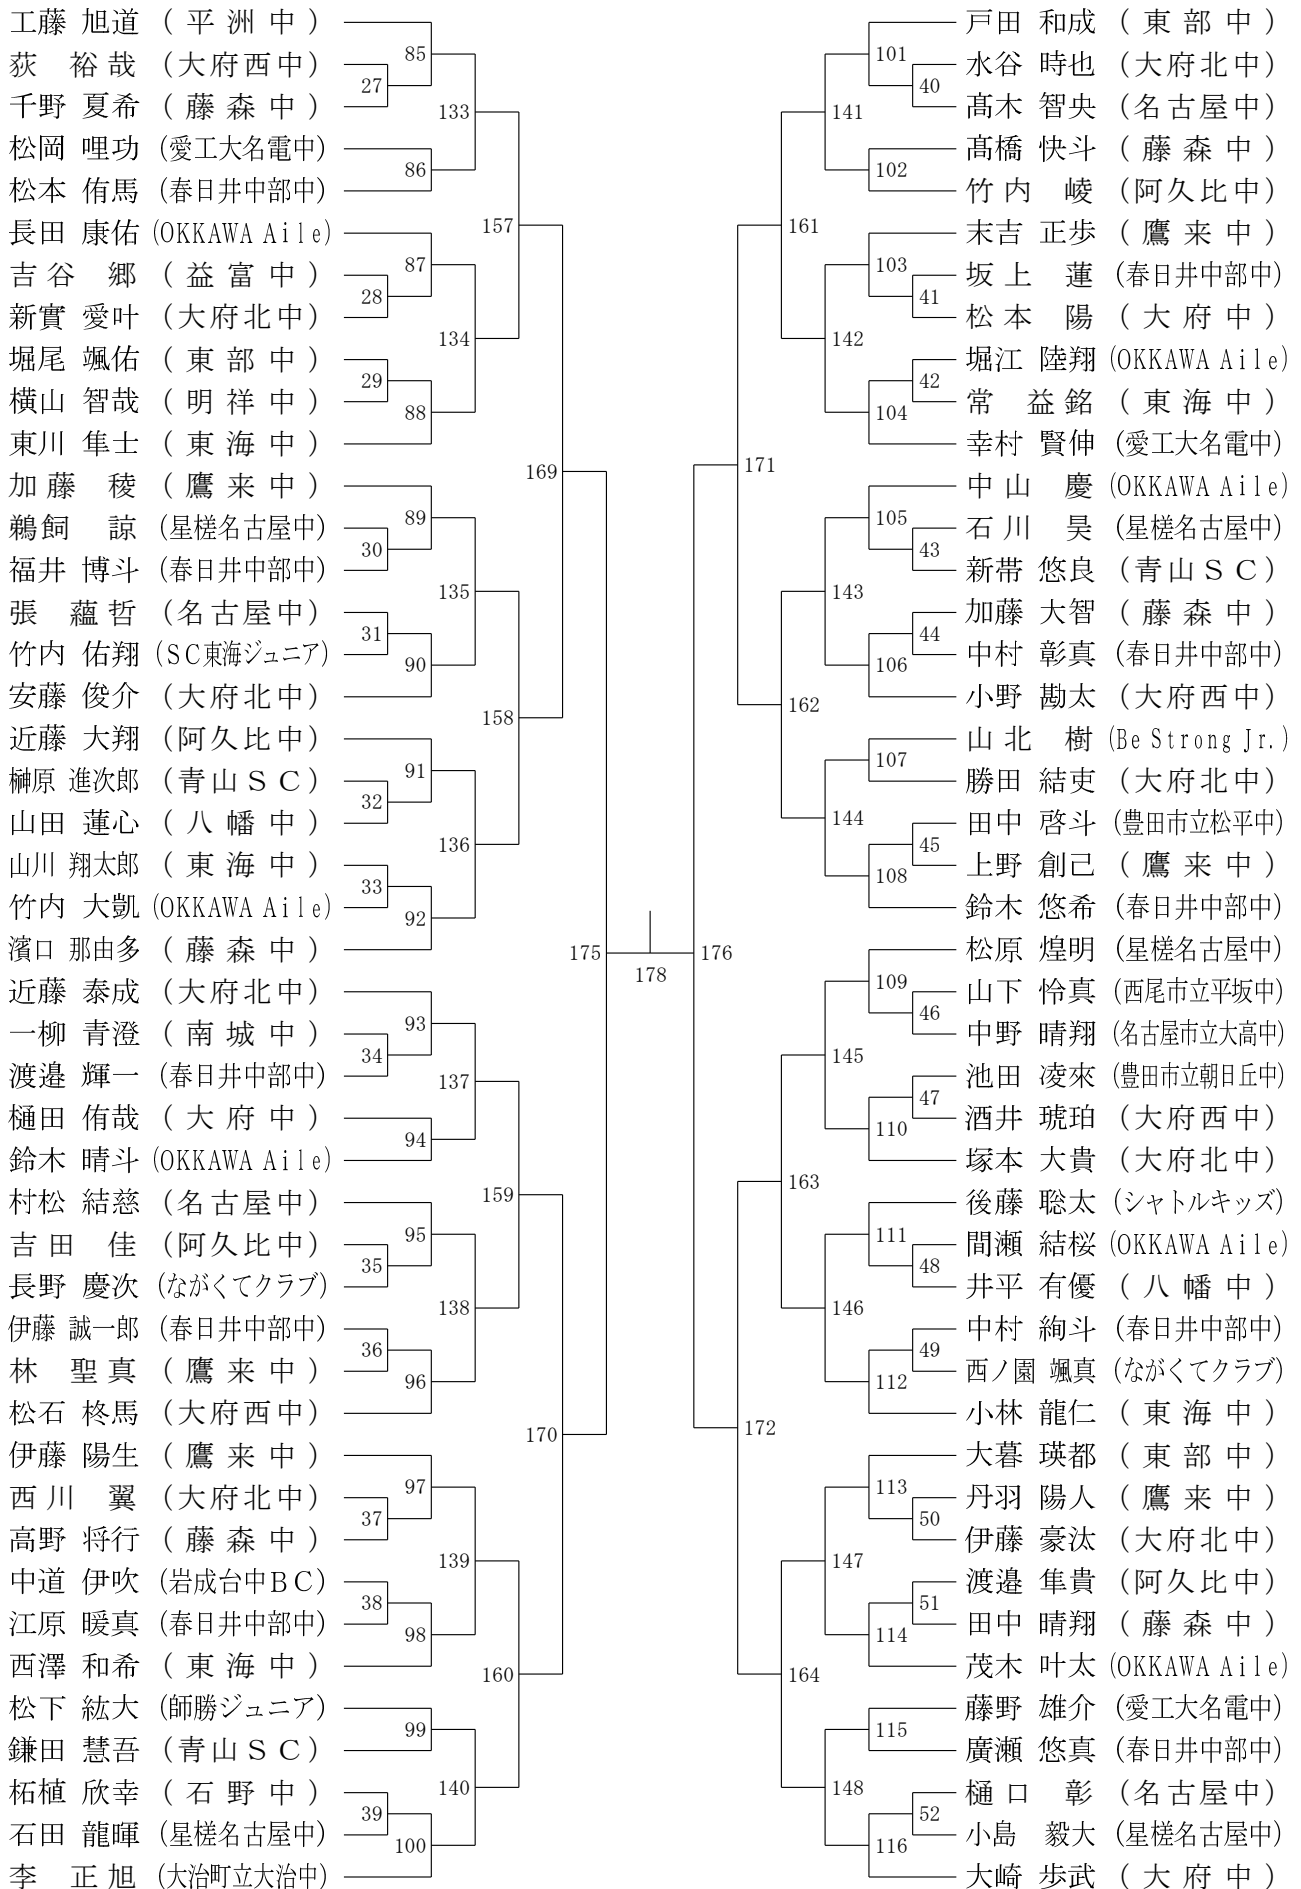 工藤 旭道 (平洲中)
荻 裕哉 (大府西中)
千野 夏希 (藤森中)
松岡 哩功 (愛工大名電中)
松本 侑馬 (春日井中部中)
長田 康佑 (OKKAWA Aile)
吉谷 郷 (益富中)
新實 愛叶 (大府北中)
堀尾 颯佑 (東部中)
横山 智哉 (明祥中)
東川 隼士 (東海中)
加藤 稜 (鷹来中)
鵜飼 諒 (星槎名古屋中)
福井 博斗 (春日井中部中)
張 蘊哲 (名古屋中)
竹内 佑翔 (SC東海ジュニア)
安藤 俊介 (大府北中)
近藤 大翔 (阿久比中)
榊原 進次郎 (青山SC)
山田 蓮心 (八幡中)
山川 翔太郎 (東海中)
竹内 大凱 (OKKAWA Aile)
濱口 那由多 (藤森中)
近藤 泰成 (大府北中)
一柳 青澄 (南城中)
渡邉 輝一 (春日井中部中)
樋田 侑哉 (大府中)
鈴木 晴斗 (OKKAWA Aile)
村松 結慈 (名古屋中)
吉田 佳 (阿久比中)
長野 慶次 (ながくてクラブ)
伊藤 誠一郎 (春日井中部中)
林 聖真 (鷹来中)
松石 柊馬 (大府西中)
伊藤 陽生 (鷹来中)
西川 翼 (大府北中)
高野 将行 (藤森中)
中道 伊吹 (岩成台中BC)
江原 暖真 (春日井中部中)
西澤 和希 (東海中)
松下 紘大 (師勝ジュニア)
鎌田 慧吾 (青山SC)
柘植 欣幸 (石野中)
石田 龍暉 (星槎名古屋中)
李 正旭 (大治町立大治中)
27
28
29
30
31
32
33
34
35
36
37
38
39
85
86
87
88
89
90
91
92
93
94
95
96
97
98
99
100
133
134
135
136
137
138
139
140
157
158
159
160
169
170
175
178
176
171
172
161
162
163
164
141
142
143
144
145
146
147
148
101
102
103
104
105
106
107
108
109
110
111
112
113
114
115
116
40
41
42
43
44
45
46
47
48
49
50
51
52
戸田 和成 (東部中)
水谷 時也 (大府北中)
髙木 智央 (名古屋中)
髙橋 快斗 (藤森中)
竹内 崚 (阿久比中)
末吉 正歩 (鷹来中)
坂上 蓮 (春日井中部中)
松本 陽 (大府中)
堀江 陸翔 (OKKAWA Aile)
常 益銘 (東海中)
幸村 賢伸 (愛工大名電中)
中山 慶 (OKKAWA Aile)
石川 昊 (星槎名古屋中)
新帯 悠良 (青山SC)
加藤 大智 (藤森中)
中村 彰真 (春日井中部中)
小野 勘太 (大府西中)
山北 樹 (Be Strong Jr.)
勝田 結吏 (大府北中)
田中 啓斗 (豊田市立松平中)
上野 創己 (鷹来中)
鈴木 悠希 (春日井中部中)
松原 煌明 (星槎名古屋中)
山下 怜真 (西尾市立平坂中)
中野 晴翔 (名古屋市立大高中)
池田 凌來 (豊田市立朝日丘中)
酒井 琥珀 (大府西中)
塚本 大貴 (大府北中)
後藤 聡太 (シャトルキッズ)
間瀬 結桜 (OKKAWA Aile)
井平 有優 (八幡中)
中村 絢斗 (春日井中部中)
西ノ園 颯真 (ながくてクラブ)
小林 龍仁 (東海中)
大暮 瑛都 (東部中)
丹羽 陽人 (鷹来中)
伊藤 豪汰 (大府北中)
渡邉 隼貴 (阿久比中)
田中 晴翔 (藤森中)
茂木 叶太 (OKKAWA Aile)
藤野 雄介 (愛工大名電中)
廣瀬 悠真 (春日井中部中)
樋口 彰 (名古屋中)
小島 毅大 (星槎名古屋中)
大崎 歩武 (大府中)